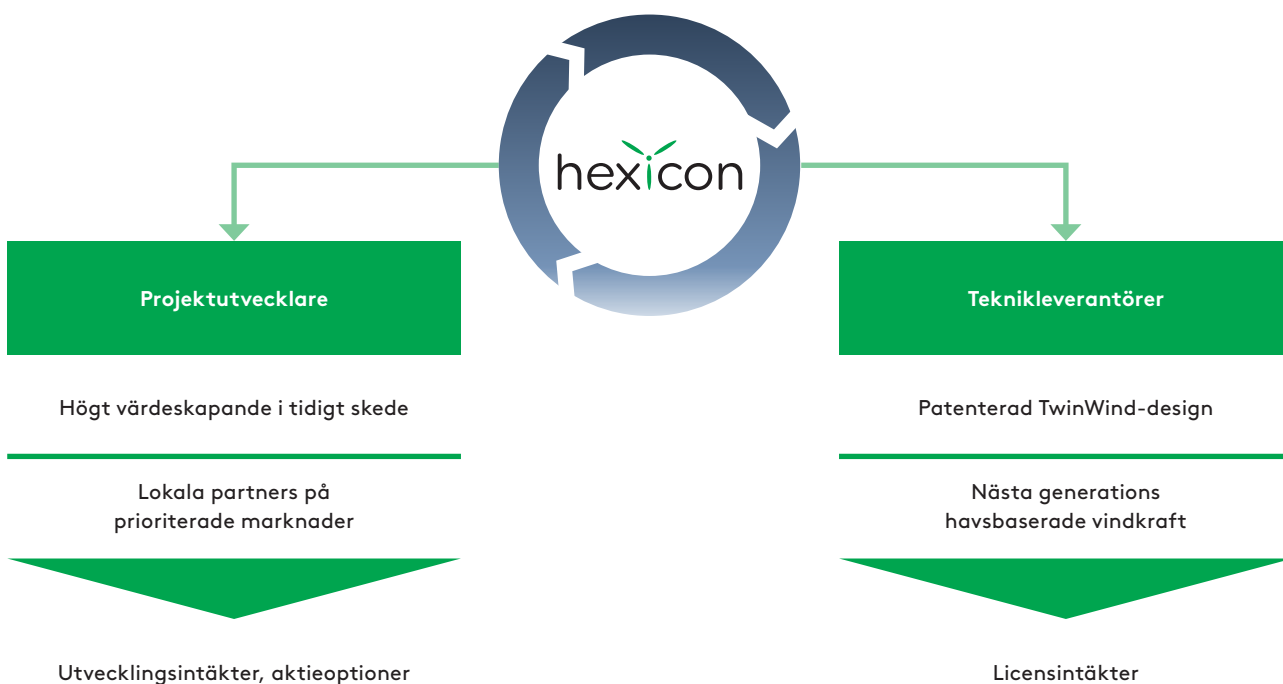 hexicon
Projektutvecklare
Högt värdeskapande i tidigt skede
Lokala partners på
prioriterade marknader
Utvecklingsintäkter, aktieoptioner
Teknikleverantörer
Patenterad TwinWind-design
Nästa generations
havsbaserade vindkraft
Licensintäkter